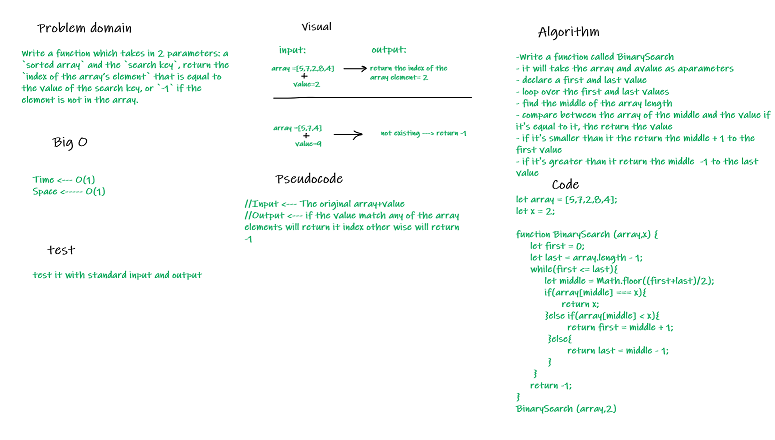 Problem domain
Write a function which takes in 2 parameters: a
`sorted array` and the `search key`, return the
`index of the array's element` that is equal to
the value of the search key, or `-1` if the
element is not in the array.
Big O
Time <--- O(1)
Space <----- O(1)
test
test it with standard input and output
Visual
input:
output:
array =[5,7,2,8,4]
+
value=2
return the index of the
array element= 2
array =[5,7,4]
+
value=9
not existing ---> return -1
Pseudocode
//Input <--- The original array+value
//Output <--- if the value match any of the array
elements will return it index other wise will return
-1
Algorithm
-Write a function called BinarySearch
- it will take the array and avalue as aparameters
- declare a first and last value
- loop over the first and last values
- find the middle of the array length
- compare between the array of the middle and the value if
it's equal to it, the return the value
- if it's smaller than it the return the middle + 1 to the
first value
- if it's greater than it return the middle -1 to the last
value
Code
let array = [5,7,2,8,4];
let x = 2;
function BinarySearch (array,x) {
let first = 0;
let last = array.length - 1;
while(first <= last){
let middle = Math.floor((first+last)/2);
if(array[middle] === x){
return x;
}else if(array[middle] < x){
return first = middle + 1;
}else{
return last = middle - 1;
}
}
return -1;
}
BinarySearch (array,2)